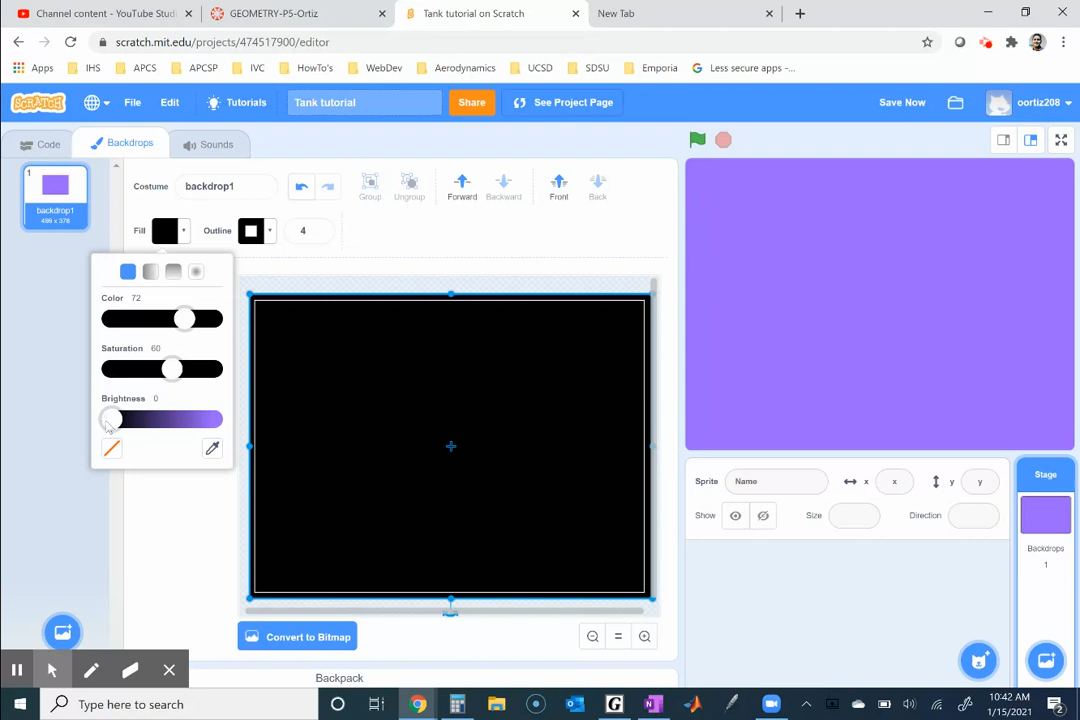 Channel content - YouTube Studi
GEOMETRY-P5-Ortiz
Tank tutorial on Scratch
New Tab
scratch.mit.edu/projects/474517900/editor
Apps
IHS
APCS
APCSP
IVC
HowTo's
WebDev
Aerodynamics
UCSD
SDSU
Emporia
Less secure apps -...
SCRATCH
File
Edit
Tutorials
Tank tutorial
Share
See Project Page
Save Now
oortiz208
Code
Backdrops
Sounds
1
backdrop1
Costume
backdrop1
Group
Ungroup
Forward
Backward
Front
Back
Fill
Outline
4
Color 72
Saturation 60
Brightness 0
Convert to Bitmap
Backpack
Sprite
Name
x
x
y
y
Show
Size
Direction
Stage
Backdrops
1
Type here to search
10:42 AM
1/15/2021
2